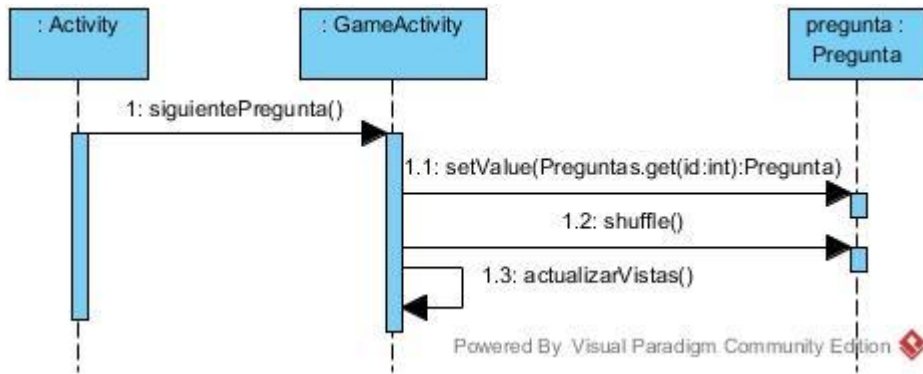 : Activity
: GameActivity
pregunta :
Pregunta
1: siguientePregunta()
1.1: setValue(Preguntas.get(id:int):Pregunta)
1.2: shuffle()
1.3: actualizarVistas()
Powered By Visual Paradigm Community Edition